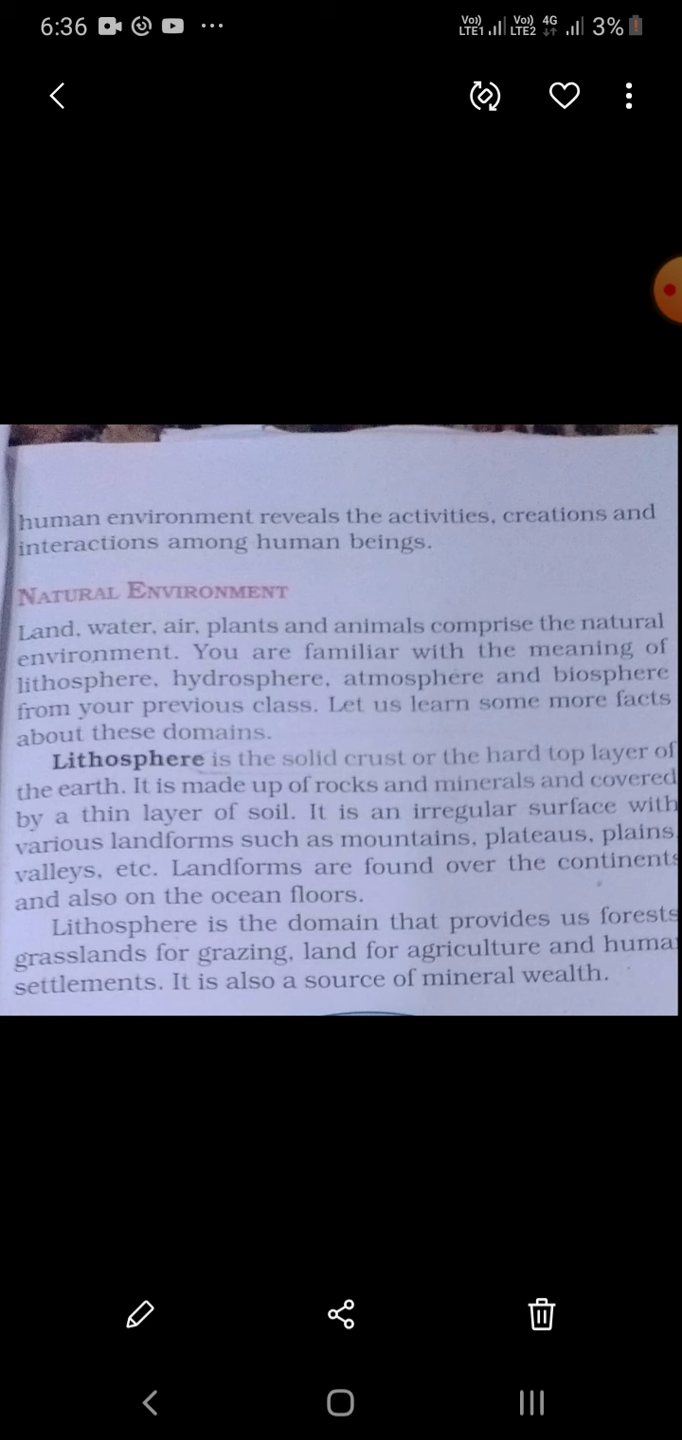 6:36
Vo)) LTE1 Vo)) LTE2 4G 3%
human environment reveals the activities, creations and
interactions among human beings.
NATURAL ENVIRONMENT
Land, water, air, plants and animals comprise the natural
environment. You are familiar with the meaning of
lithosphere, hydrosphere, atmosphere and biosphere
from your previous class. Let us learn some more facts
about these domains.
Lithosphere is the solid crust or the hard top layer of
the earth. It is made up of rocks and minerals and covered
by a thin layer of soil. It is an irregular surface with
various landforms such as mountains, plateaus, plains,
valleys, etc. Landforms are found over the continents
and also on the ocean floors.
Lithosphere is the domain that provides us forests
grasslands for grazing, land for agriculture and huma
settlements. It is also a source of mineral wealth.